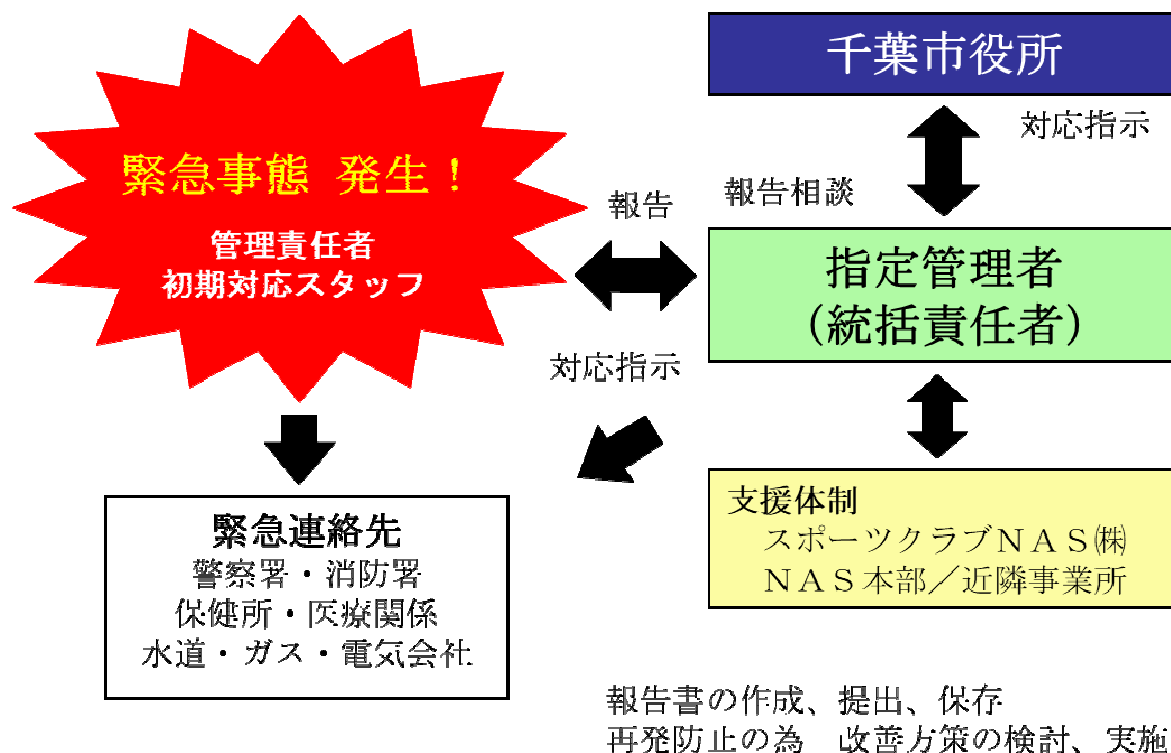 千葉市役所
対応指示
緊急事態 発生！
管理責任者
初期対応スタッフ
報告
報告相談
指定管理者
（統括責任者）
対応指示
緊急連絡先
警察署・消防署
保健所・医療関係
水道・ガス・電気会社
支援体制
スポーツクラブＮＡＳ㈱
ＮＡＳ本部／近隣事業所
報告書の作成、提出、保存
再発防止の為　改善方策の検討、実施